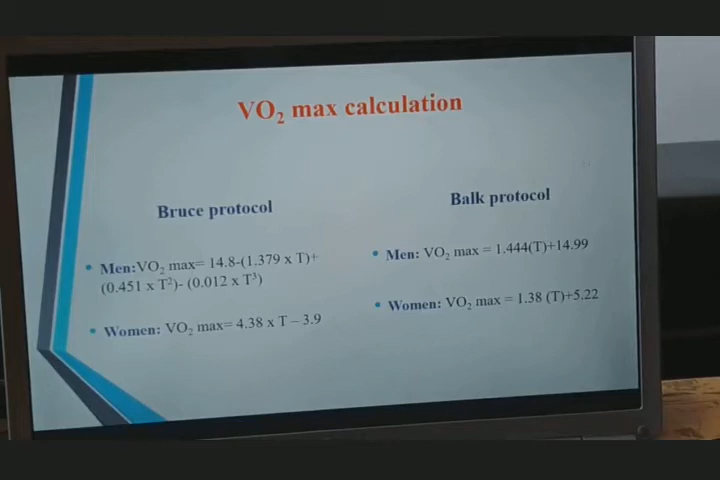 VO₂ max calculation
Bruce protocol
• Men:VO₂ max= 14.8-(1.379 x T)+
(0.451 x T²)- (0.012 x T³)
• Women: VO₂ max= 4.38 x T – 3.9
Balk protocol
• Men: VO₂ max = 1.444(T)+14.99
• Women: VO₂ max = 1.38 (T)+5.22